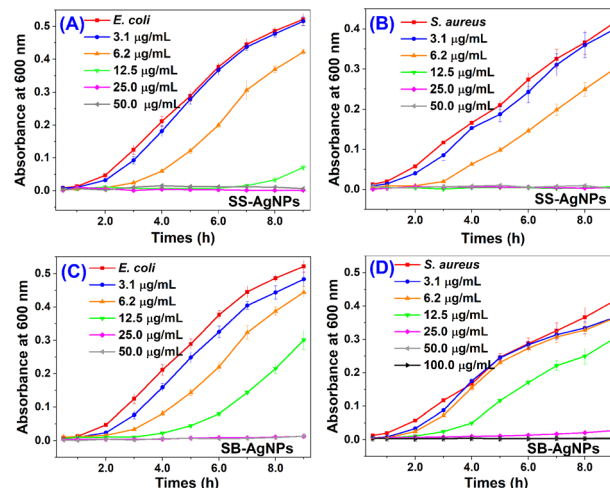 (A)
E. coli
3.1 µg/mL
6.2 µg/mL
12.5 µg/mL
25.0 µg/mL
50.0 µg/mL
Absorbance at 600 nm
0.5
0.4
0.3
0.2
0.1
0.0
2.0 4.0 6.0 8.0
SS-AgNPs
Times (h)
(B)
S. aureus
3.1 µg/mL
6.2 µg/mL
12.5 µg/mL
25.0 µg/mL
50.0 µg/mL
Absorbance at 600 nm
0.4
0.3
0.2
0.1
0.0
2.0 4.0 6.0 8.0
SS-AgNPs
Times (h)
(C)
E. coli
3.1 µg/mL
6.2 µg/mL
12.5 µg/mL
25.0 µg/mL
50.0 µg/mL
Absorbance at 600 nm
0.5
0.4
0.3
0.2
0.1
0.0
2.0 4.0 6.0 8.0
SB-AgNPs
Times (h)
(D)
S. aureus
3.1 µg/mL
6.2 µg/mL
12.5 µg/mL
25.0 µg/mL
50.0 µg/mL
100.0 µg/mL
Absorbance at 600 nm
0.5
0.4
0.3
0.2
0.1
0.0
2.0 4.0 6.0 8.0
SB-AgNPs
Times (h)